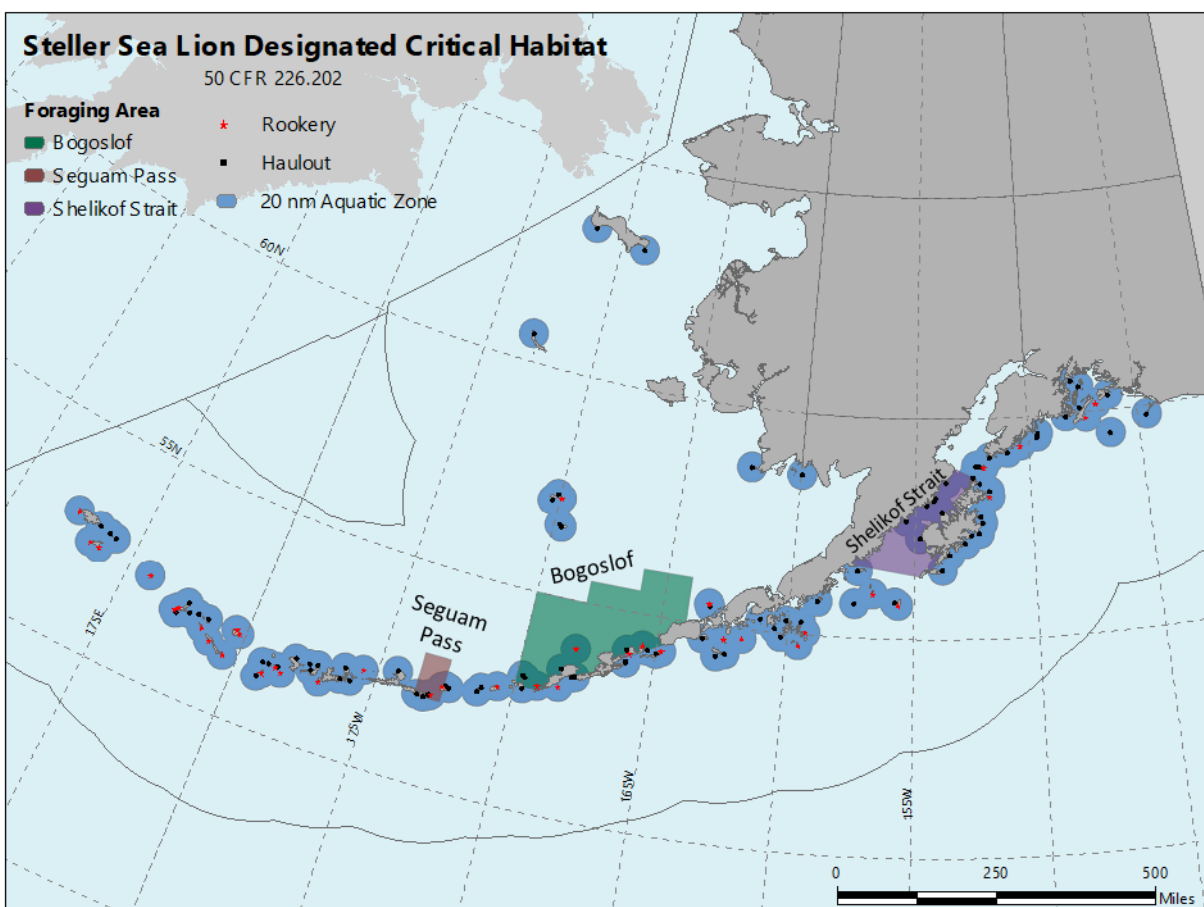 Steller Sea Lion Designated Critical Habitat
50 CFR 226.202
Foraging Area
Bogoslof
Seguam Pass
Shelikof Strait
Rookery
Haulout
20 nm Aquatic Zone
60N
55N
175E
Seguam
Pass
Bogoslof
Shelikof Strait
175W
165W
155W
0
250
500
Miles